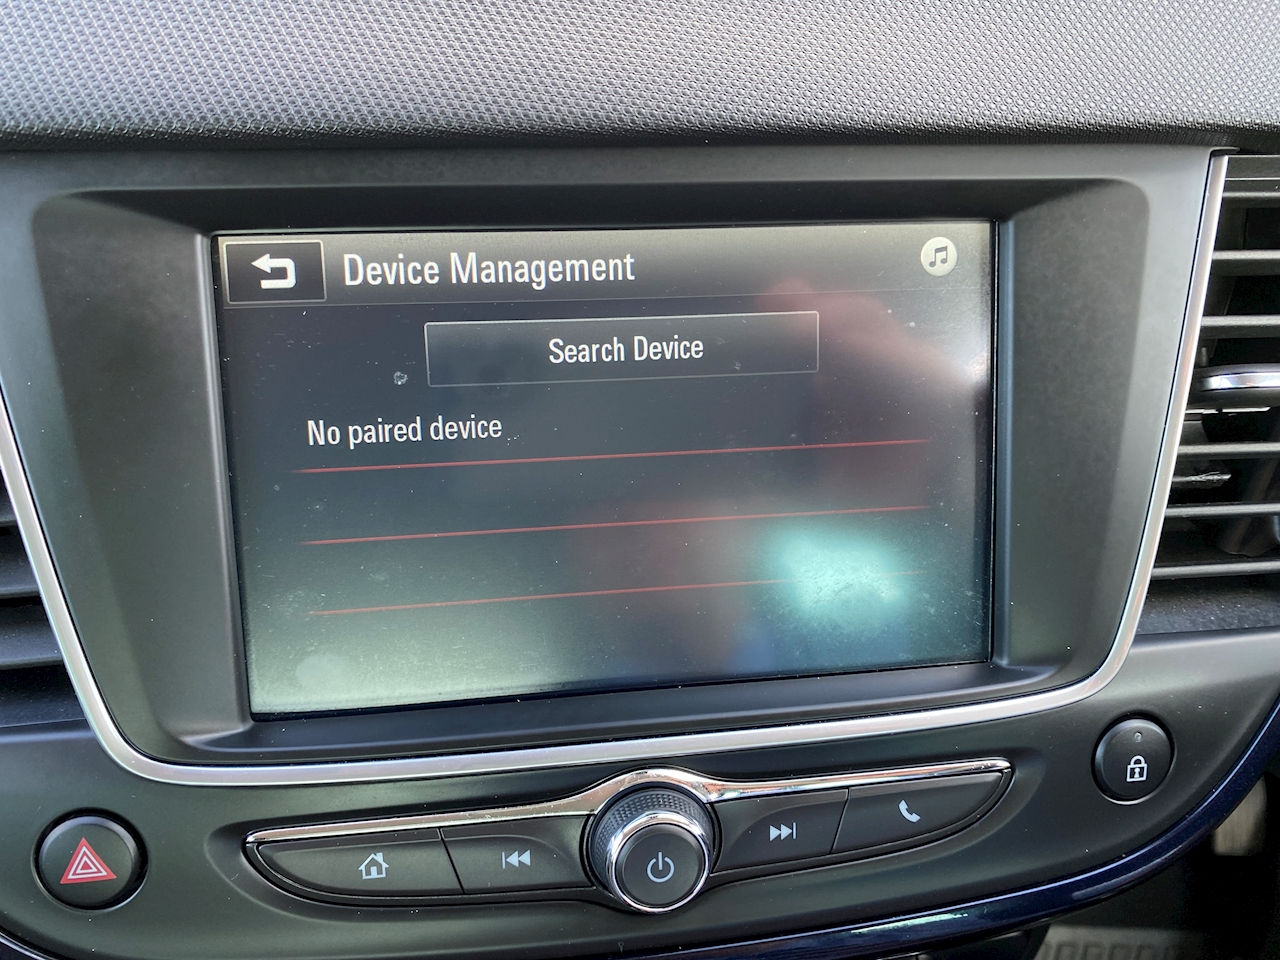 Device Management
Search Device
No paired device